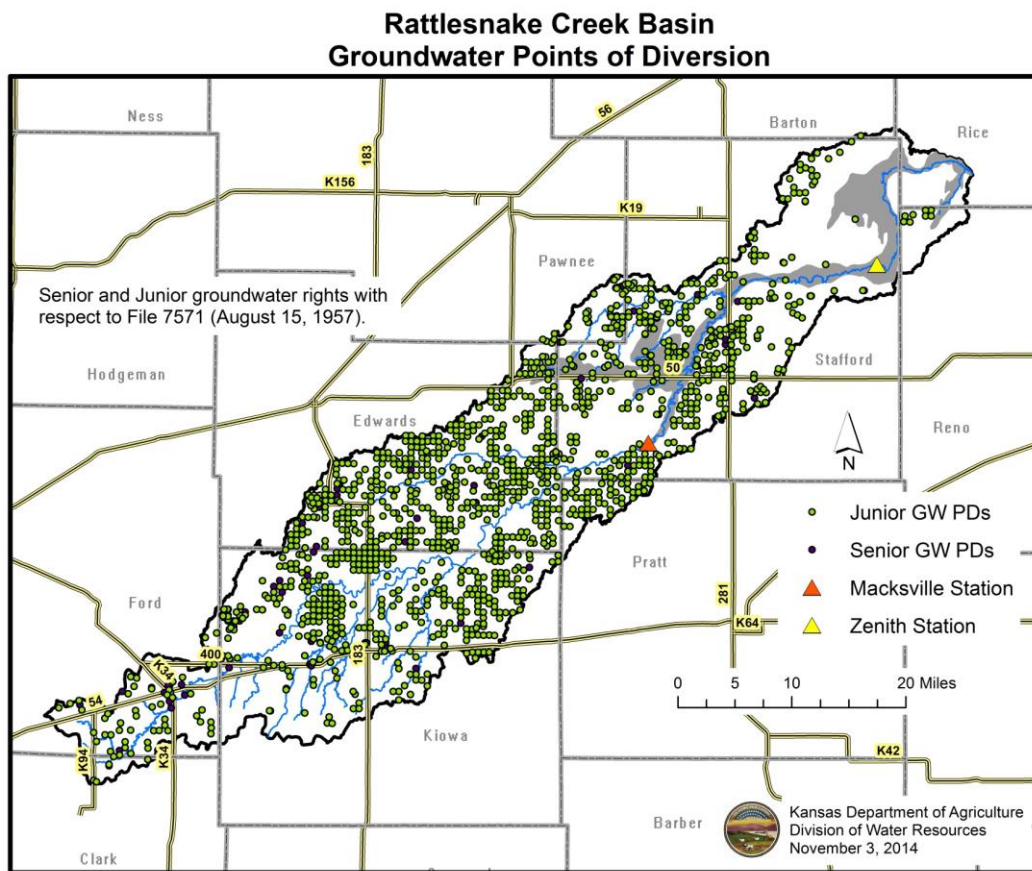 Rattlesnake Creek Basin
Groundwater Points of Diversion
Ness
Barton
Rice
56
183
K156
K19
Pawnee
Senior and Junior groundwater rights with
respect to File 7571 (August 15, 1957).
Hodgeman
50
Stafford
Edwards
Reno
N
Junior GW PDs
Senior GW PDs
Macksville Station
Zenith Station
Pratt
Ford
281
K64
400
183
K34
54
0 5 10 20 Miles
Kiowa
K94
K34
K42
Barber
Clark
Kansas Department of Agriculture
Division of Water Resources
November 3, 2014